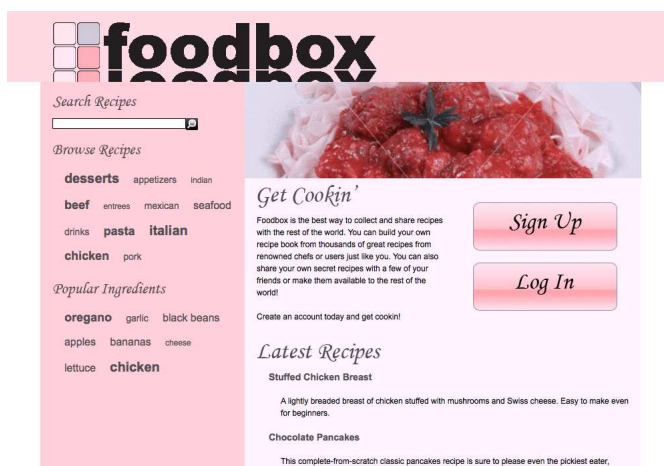 foodbox
Search Recipes
Browse Recipes
desserts appetizers indian
beef entrees mexican seafood
drinks pasta italian
chicken pork
Popular Ingredients
oregano garlic black beans
apples bananas cheese
lettuce chicken
Get Cookin'
Foodbox is the best way to collect and share recipes
with the rest of the world. You can build your own
recipe book from thousands of great recipes from
renowned chefs or users just like you. You can also
share your own secret recipes with a few of your
friends or make them available to the rest of the
world!
Create an account today and get cookin!
Sign Up
Log In
Latest Recipes
Stuffed Chicken Breast
A lightly breaded breast of chicken stuffed with mushrooms and Swiss cheese. Easy to make even
for beginners.
Chocolate Pancakes
This complete-from-scratch classic pancakes recipe is sure to please even the pickiest eater,